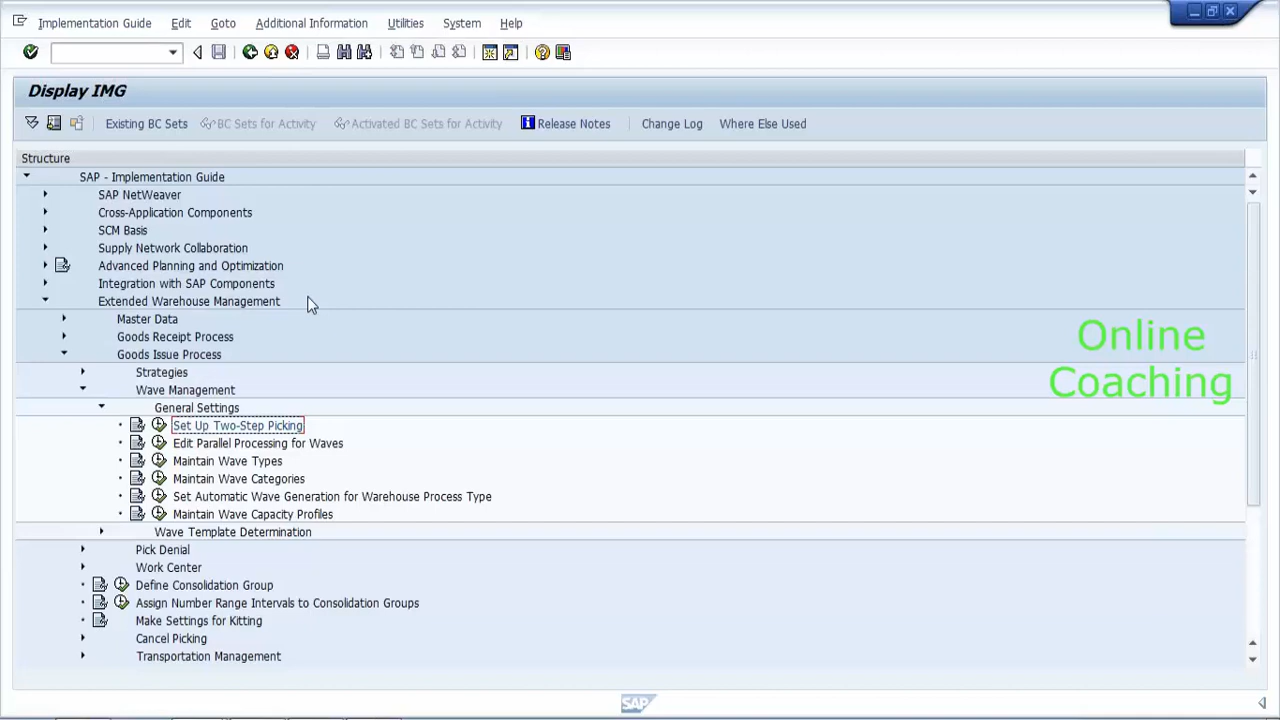 Implementation Guide Edit Goto Additional Information Utilities System Help
Display IMG
Existing BC Sets BC Sets for Activity Activated BC Sets for Activity Release Notes Change Log Where Else Used
Structure
SAP - Implementation Guide
SAP NetWeaver
Cross-Application Components
SCM Basis
Supply Network Collaboration
Advanced Planning and Optimization
Integration with SAP Components
Extended Warehouse Management
Master Data
Goods Receipt Process
Goods Issue Process
Strategies
Wave Management
General Settings
Set Up Two-Step Picking
Edit Parallel Processing for Waves
Maintain Wave Types
Maintain Wave Categories
Set Automatic Wave Generation for Warehouse Process Type
Maintain Wave Capacity Profiles
Wave Template Determination
Pick Denial
Work Center
Define Consolidation Group
Assign Number Range Intervals to Consolidation Groups
Make Settings for Kitting
Cancel Picking
Transportation Management
Online
Coaching
SAP